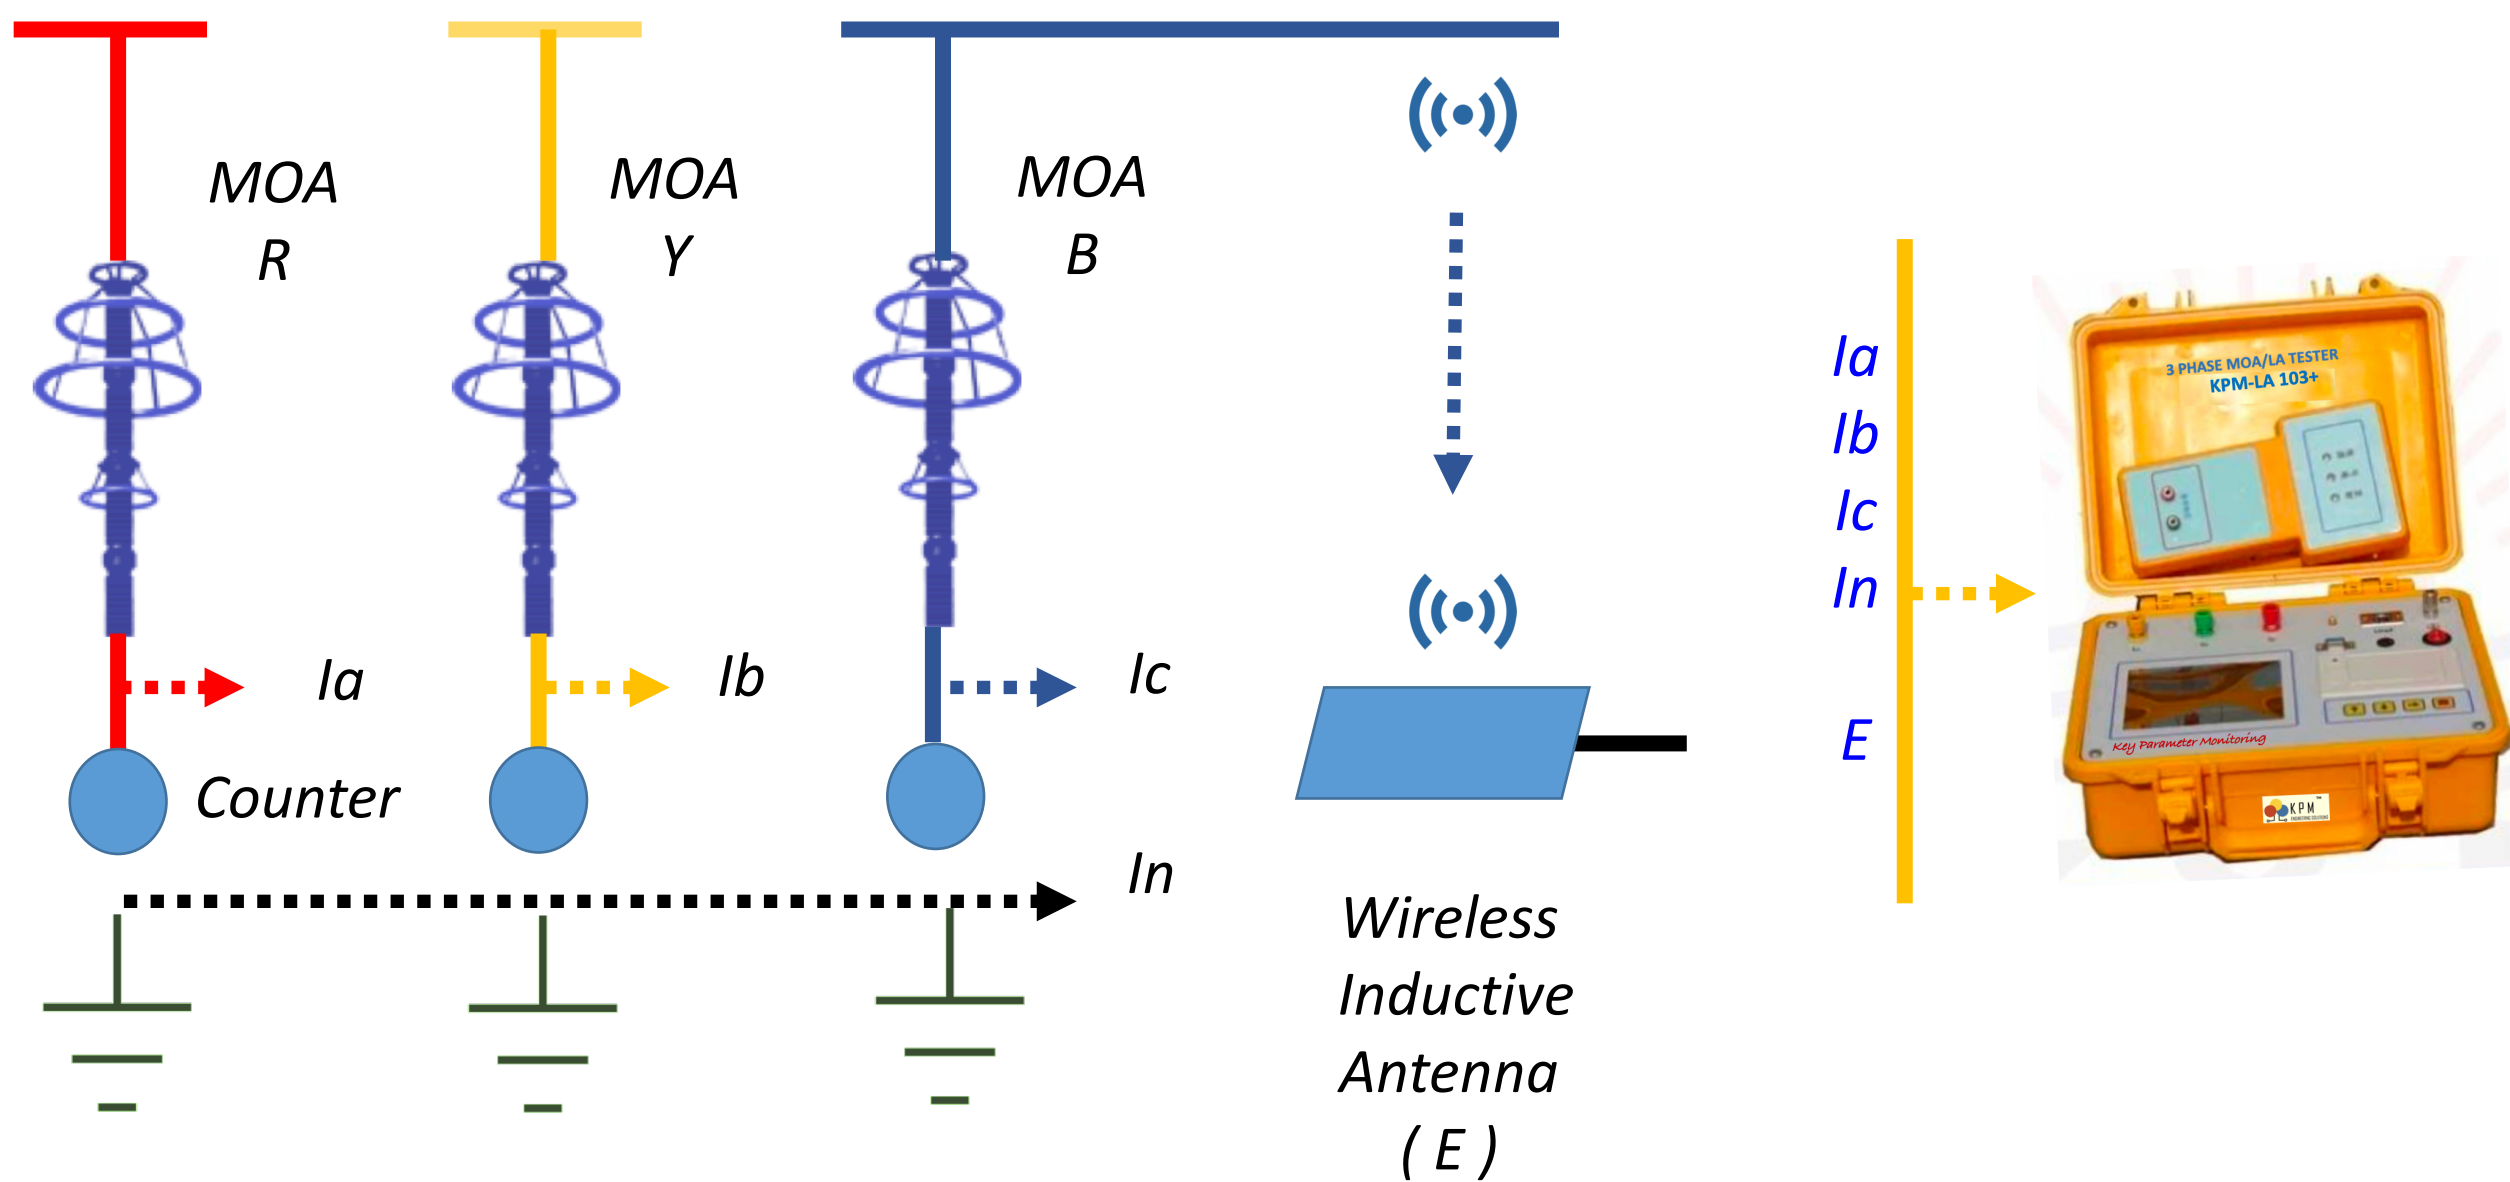 MOA
R
MOA
Y
MOA
B
Ia
Ib
Ic
Counter
In
Wireless
Inductive
Antenna
( E )
Ia
Ib
Ic
In
E
3 PHASE MOA/LA TESTER
KPM-LA 103+
Key Parameter Monitoring
KPM